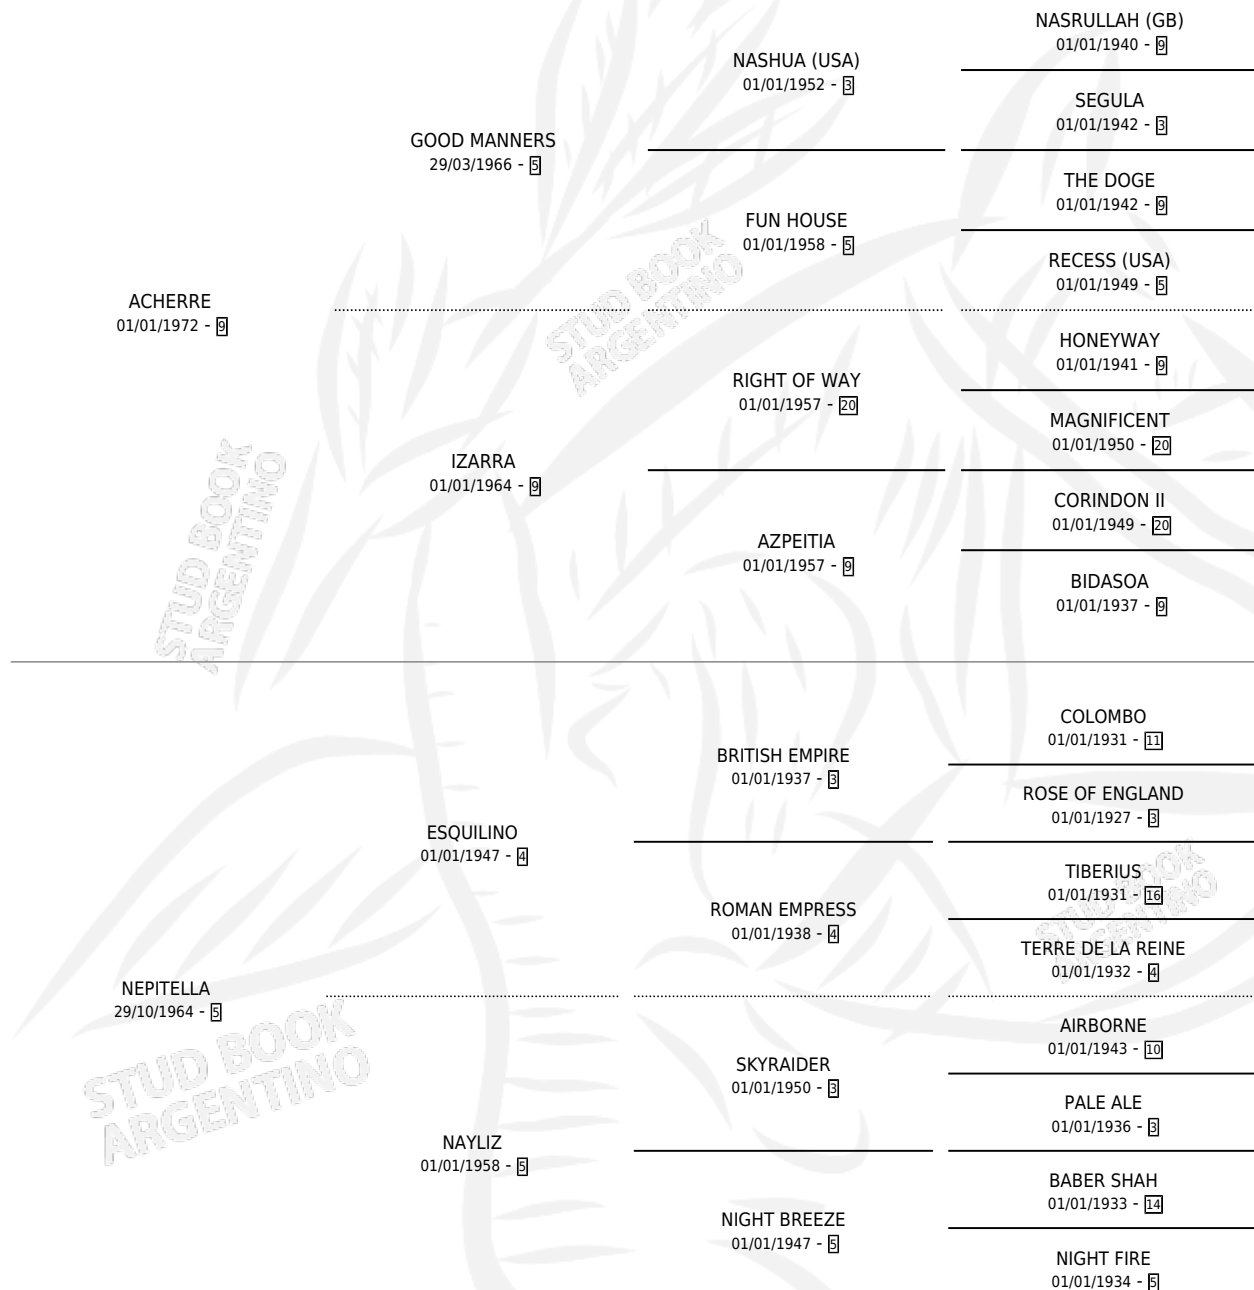 NASRULLAH (GB)
01/01/1940 - 9
NASHUA (USA)
01/01/1952 - 3
SEGULA
01/01/1942 - 3
GOOD MANNERS
29/03/1966 - 5
THE DOGE
01/01/1942 - 9
FUN HOUSE
01/01/1958 - 5
RECESS (USA)
01/01/1949 - 5
ACHERRE
01/01/1972 - 9
HONEYWAY
01/01/1941 - 9
RIGHT OF WAY
01/01/1957 - 20
MAGNIFICENT
01/01/1950 - 20
IZARRA
01/01/1964 - 9
CORINDON II
01/01/1949 - 20
AZPEITIA
01/01/1957 - 9
BIDASOA
01/01/1937 - 9
COLOMBO
01/01/1931 - 11
BRITISH EMPIRE
01/01/1937 - 3
ROSE OF ENGLAND
01/01/1927 - 3
ESQUILINO
01/01/1947 - 4
TIBERIUS
01/01/1931 - 16
ROMAN EMPRESS
01/01/1938 - 4
TERRE DE LA REINE
01/01/1932 - 4
NEPITELLA
29/10/1964 - 5
AIRBORNE
01/01/1943 - 10
SKYRAIDER
01/01/1950 - 3
PALE ALE
01/01/1936 - 3
NAYLIZ
01/01/1958 - 5
BABER SHAH
01/01/1933 - 14
NIGHT BREEZE
01/01/1947 - 5
NIGHT FIRE
01/01/1934 - 5
STUD BOOK
ARGENTINO
STUD BOOK
ARGENTINO
STUD BOOK
ARGENTINO
STUD BOOK
ARGENTINO